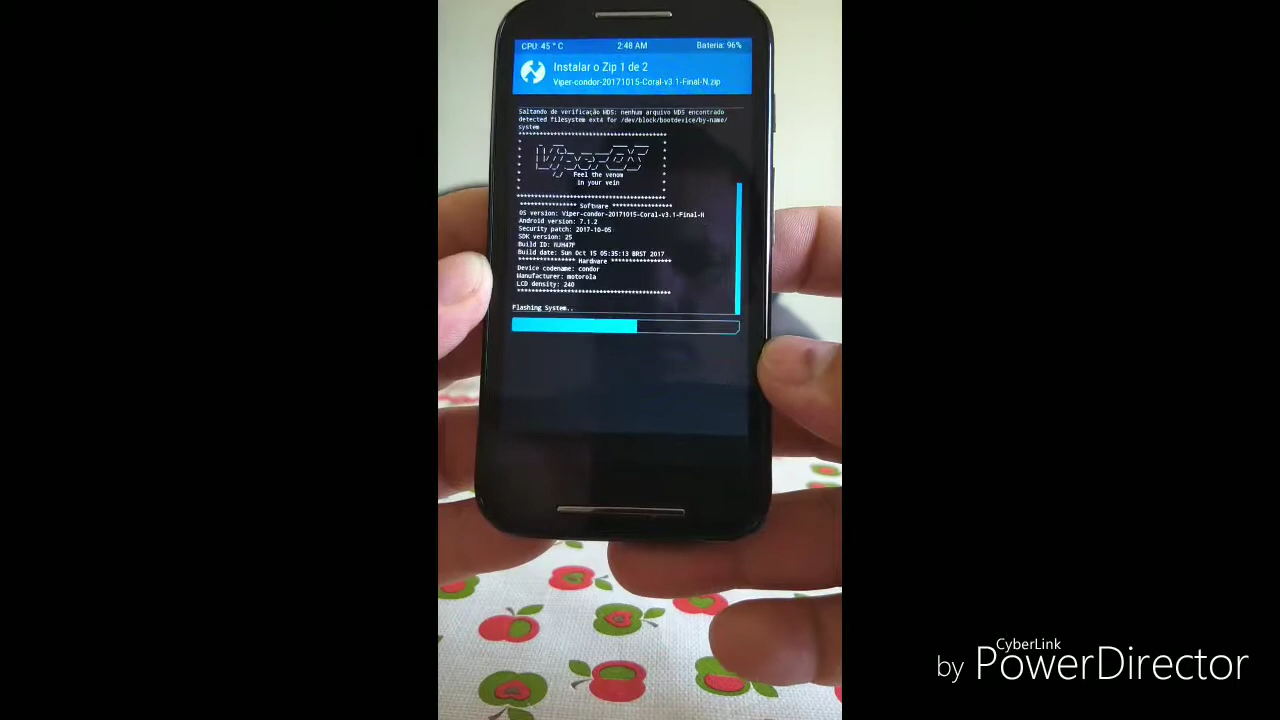 CPU: 45 ° C 2:48 AM Bateria: 96%
Instalar o Zip 1 de 2
Viper-condor-20171015-Coral-v3.1-Final-N.zip
Saltando de verificação MD5: nenhum arquivo MD5 encontrado
detected filesystem ext4 for /dev/block/bootdevice/by-name/
system
Feel the venom
in your vein
**************** Software ****************
OS version: Viper-condor-20171015-Coral-v3.1-Final-N
Android version: 7.1.2
Security patch: 2017-10-05
SDK version: 25
Build ID: NJH47F
Build date: Sun Oct 15 05:35:13 BRST 2017
**************** Hardware ****************
Device codename: condor
Manufacturer: motorola
LCD density: 240
Flashing System..
CyberLink
by PowerDirector